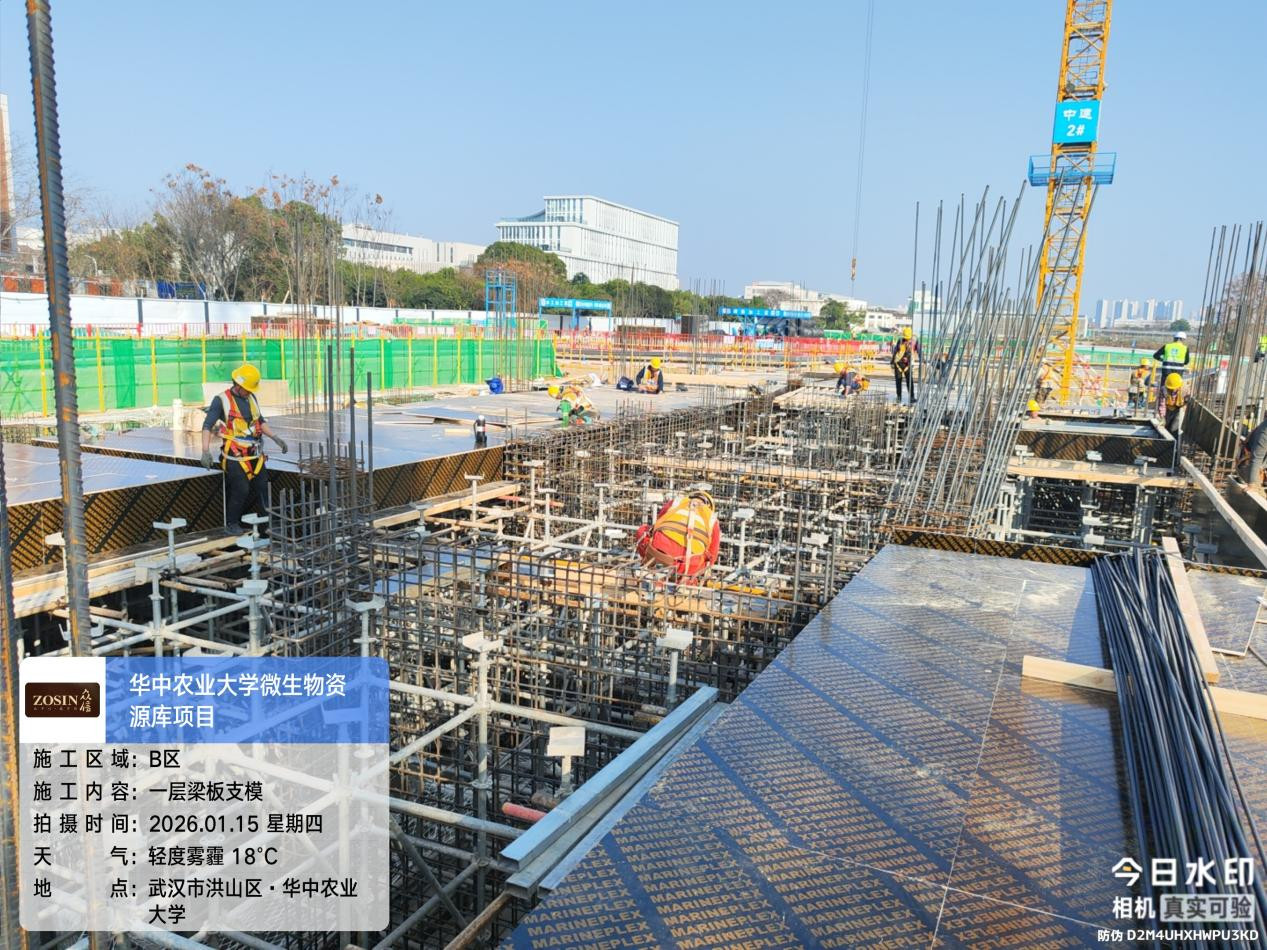 中建
2#
MARINEPLEX MARINEPLEX MARINEPLEX
ZOSIN 众信
华中农业大学微生物资
源库项目
施工区域：B区
施工内容：一层梁板支模
拍摄时间：2026.01.15 星期四
天气：轻度雾霾 18°C
地点：武汉市洪山区·华中农业
大学
今日水印
相机 真实可验
防伪 D2M4UHXHWPU3KD